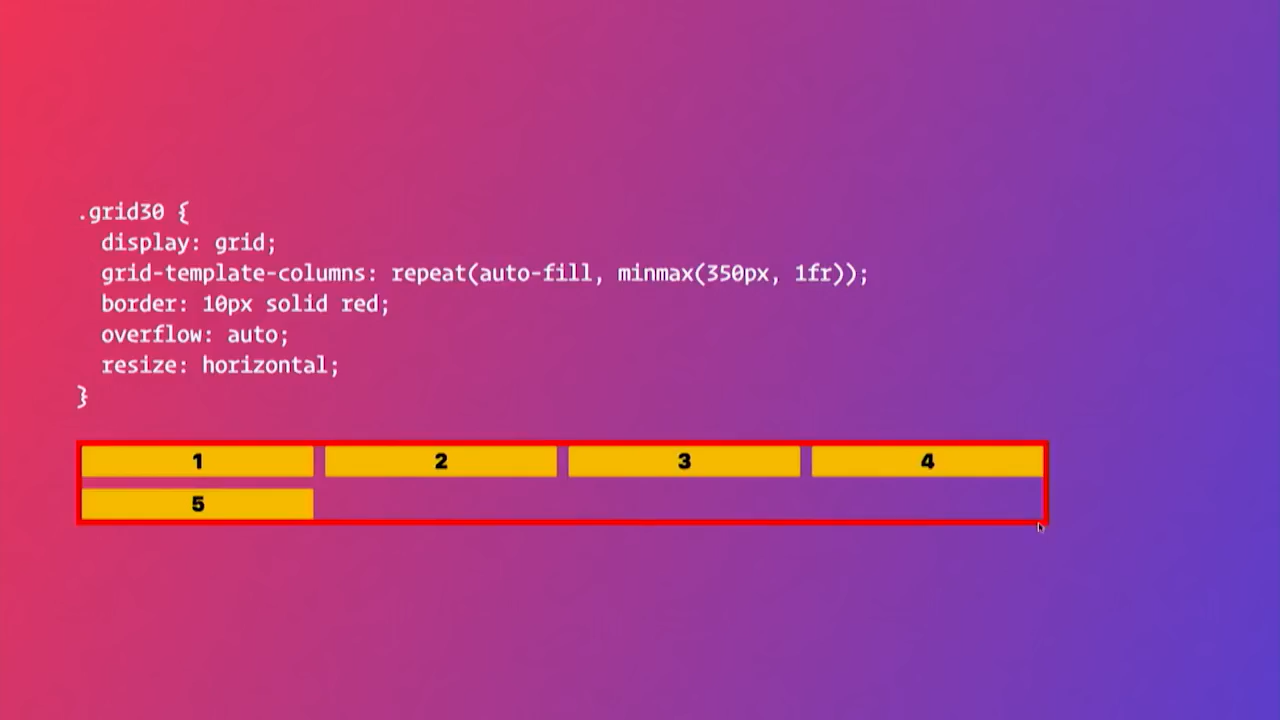 .grid30 {
  display: grid;
  grid-template-columns: repeat(auto-fill, minmax(350px, 1fr));
  border: 10px solid red;
  overflow: auto;
  resize: horizontal;
}
1 2 3 4
5